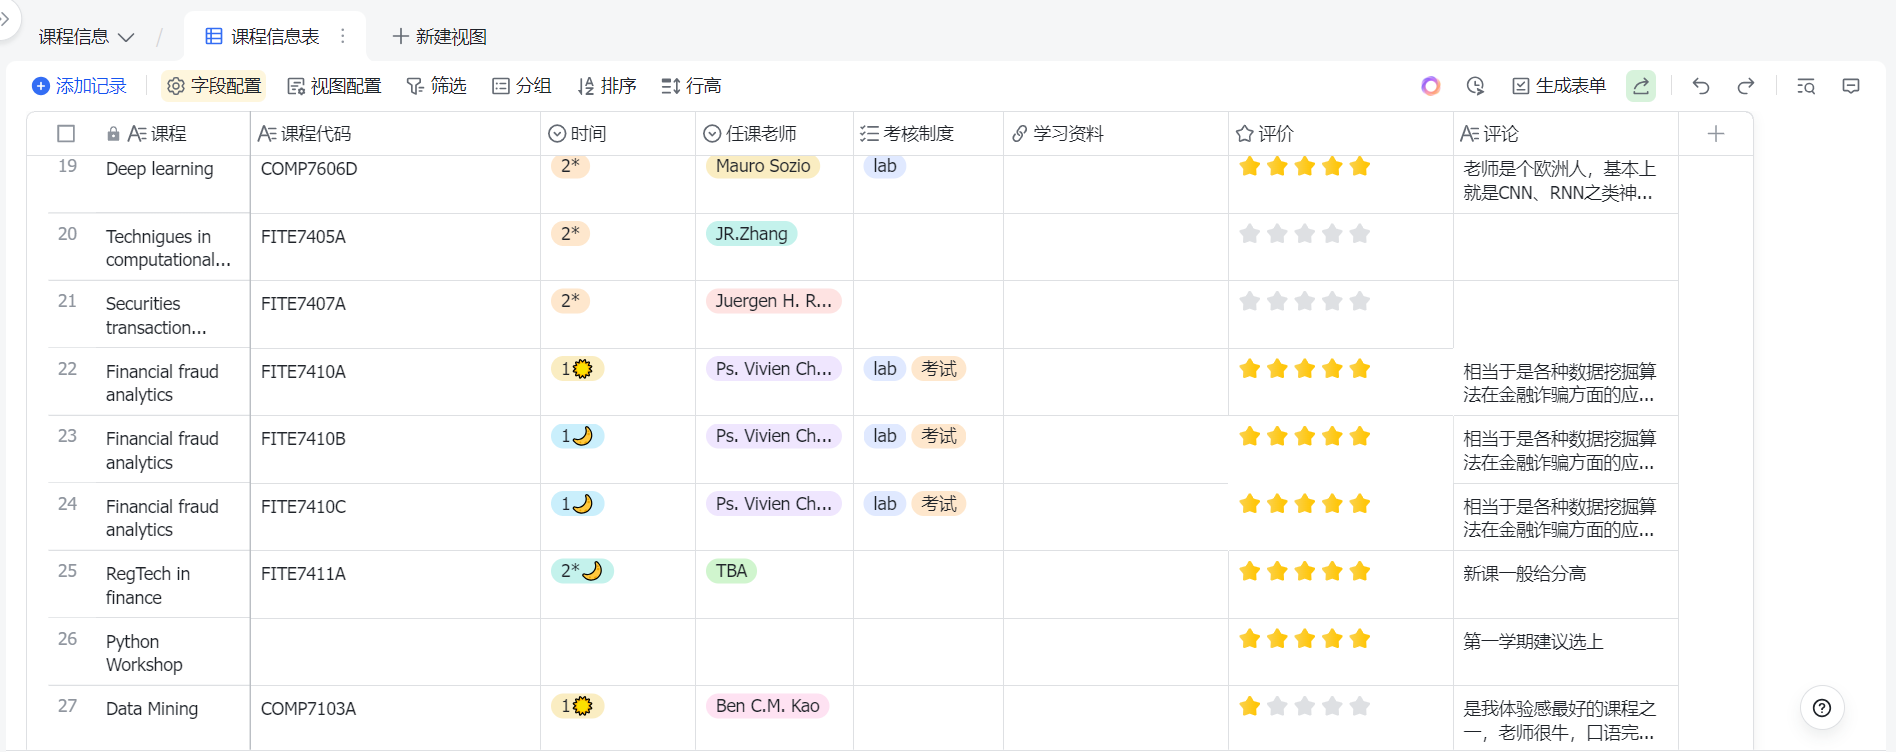 课程信息
课程信息表
新建视图
添加记录
字段配置
视图配置
筛选
分组
排序
行高
生成表单
课程
课程代码
时间
任课老师
考核制度
学习资料
评价
评论
19
Deep learning
COMP7606D
2*
Mauro Sozio
lab
老师是个欧洲人，基本上
就是CNN、RNN之类神...
20
Technigues in
computational...
FITE7405A
2*
JR.Zhang
21
Securities
transaction...
FITE7407A
2*
Juergen H. R...
22
Financial fraud
analytics
FITE7410A
1
Ps. Vivien Ch...
lab
考试
相当于是各种数据挖掘算
法在金融诈骗方面的应...
23
Financial fraud
analytics
FITE7410B
1
Ps. Vivien Ch...
lab
考试
相当于是各种数据挖掘算
法在金融诈骗方面的应...
24
Financial fraud
analytics
FITE7410C
1
Ps. Vivien Ch...
lab
考试
相当于是各种数据挖掘算
法在金融诈骗方面的应...
25
RegTech in
finance
FITE7411A
2*
TBA
新课一般给分高
26
Python
Workshop
第一学期建议选上
27
Data Mining
COMP7103A
1
Ben C.M. Kao
是我体验感最好的课程之
一，老师很牛，口语完...